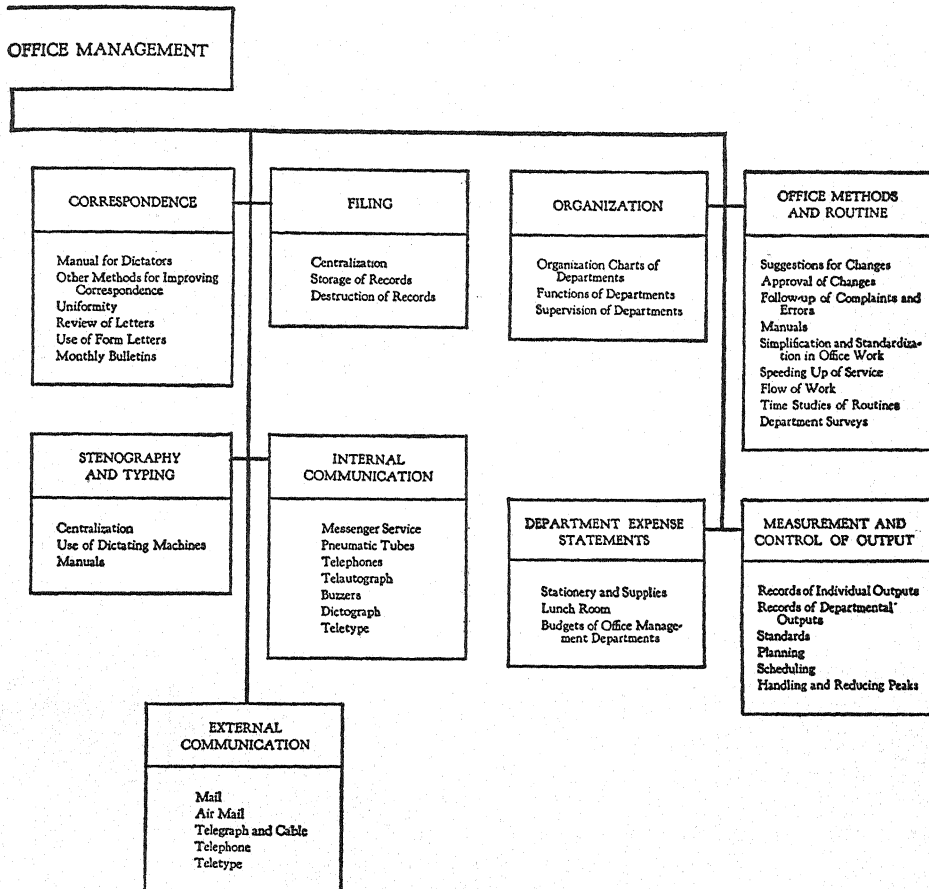 OFFICE MANAGEMENT
CORRESPONDENCE
Manual for Dictators
Other Methods for Improving
Correspondence
Uniformity
Review of Letters
Use of Form Letters
Monthly Bulletins
FILING
Centralization
Storage of Records
Destruction of Records
ORGANIZATION
Organization Charts of
Departments
Functions of Departments
Supervision of Departments
OFFICE METHODS
AND ROUTINE
Suggestions for Changes
Approval of Changes
Follow-up of Complaints and
Errors
Manuals
Simplification and Standardiza-
tion in Office Work
Speeding Up of Service
Flow of Work
Time Studies of Routines
Department Surveys
STENOGRAPHY
AND TYPING
Centralization
Use of Dictating Machines
Manuals
INTERNAL
COMMUNICATION
Messenger Service
Pneumatic Tubes
Telephones
Telautograph
Buzzers
Dictograph
Teletype
DEPARTMENT EXPENSE
STATEMENTS
Stationery and Supplies
Lunch Room
Budgets of Office Manage-
ment Departments
MEASUREMENT AND
CONTROL OF OUTPUT
Records of Individual Outputs
Records of Departmental
Outputs
Standards
Planning
Scheduling
Handling and Reducing Peaks
EXTERNAL
COMMUNICATION
Mail
Air Mail
Telegraph and Cable
Telephone
Teletype